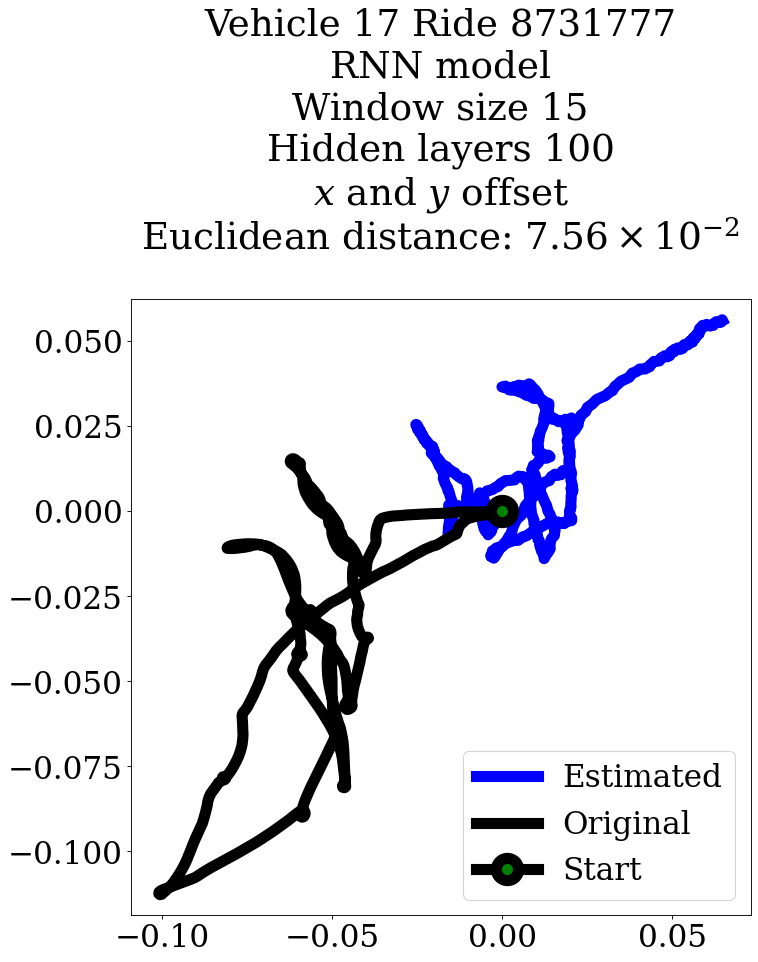 Vehicle 17 Ride 8731777
RNN model
Window size 15
Hidden layers 100
x and y offset
Euclidean distance: 7.56 × 10⁻²
0.050
0.025
0.000
−0.025
−0.050
−0.075
−0.100
Estimated
Original
Start
−0.10 −0.05 0.00 0.05